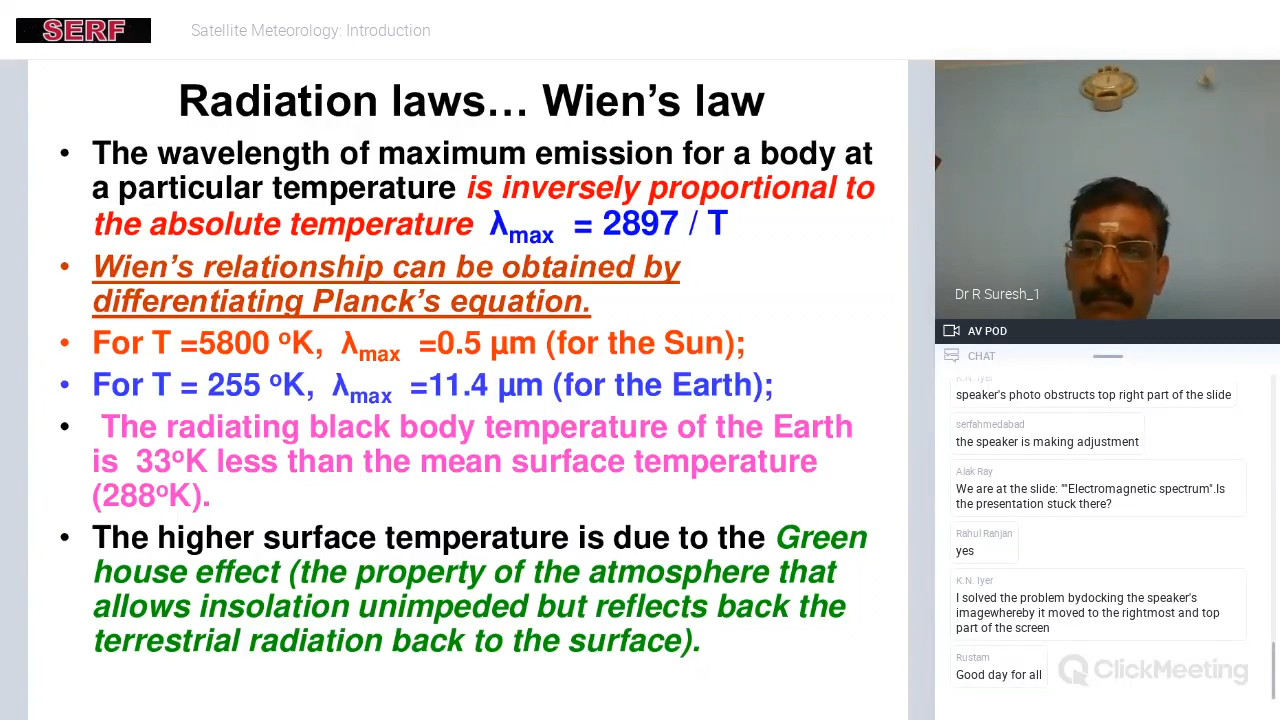 SERF
Satellite Meteorology: Introduction
Radiation laws… Wien’s law
• The wavelength of maximum emission for a body at
a particular temperature is inversely proportional to
the absolute temperature λmax = 2897 / T
• Wien’s relationship can be obtained by
differentiating Planck’s equation.
• For T =5800 ᵒK, λmax =0.5 µm (for the Sun);
• For T = 255 ᵒK, λmax =11.4 µm (for the Earth);
• The radiating black body temperature of the Earth
is 33ᵒK less than the mean surface temperature
(288ᵒK).
• The higher surface temperature is due to the Green
house effect (the property of the atmosphere that
allows insolation unimpeded but reflects back the
terrestrial radiation back to the surface).
Dr R Suresh_1
AV POD
CHAT
K.N. Iyer
speaker's photo obstructs top right part of the slide
serfahmedabad
the speaker is making adjustment
Alak Ray
We are at the slide: '"Electromagnetic spectrum".Is
the presentation stuck there?
Rahul Ranjan
yes
K.N. Iyer
I solved the problem bydocking the speaker's
imagewhereby it moved to the rightmost and top
part of the screen
Rustam
Good day for all
ClickMeeting